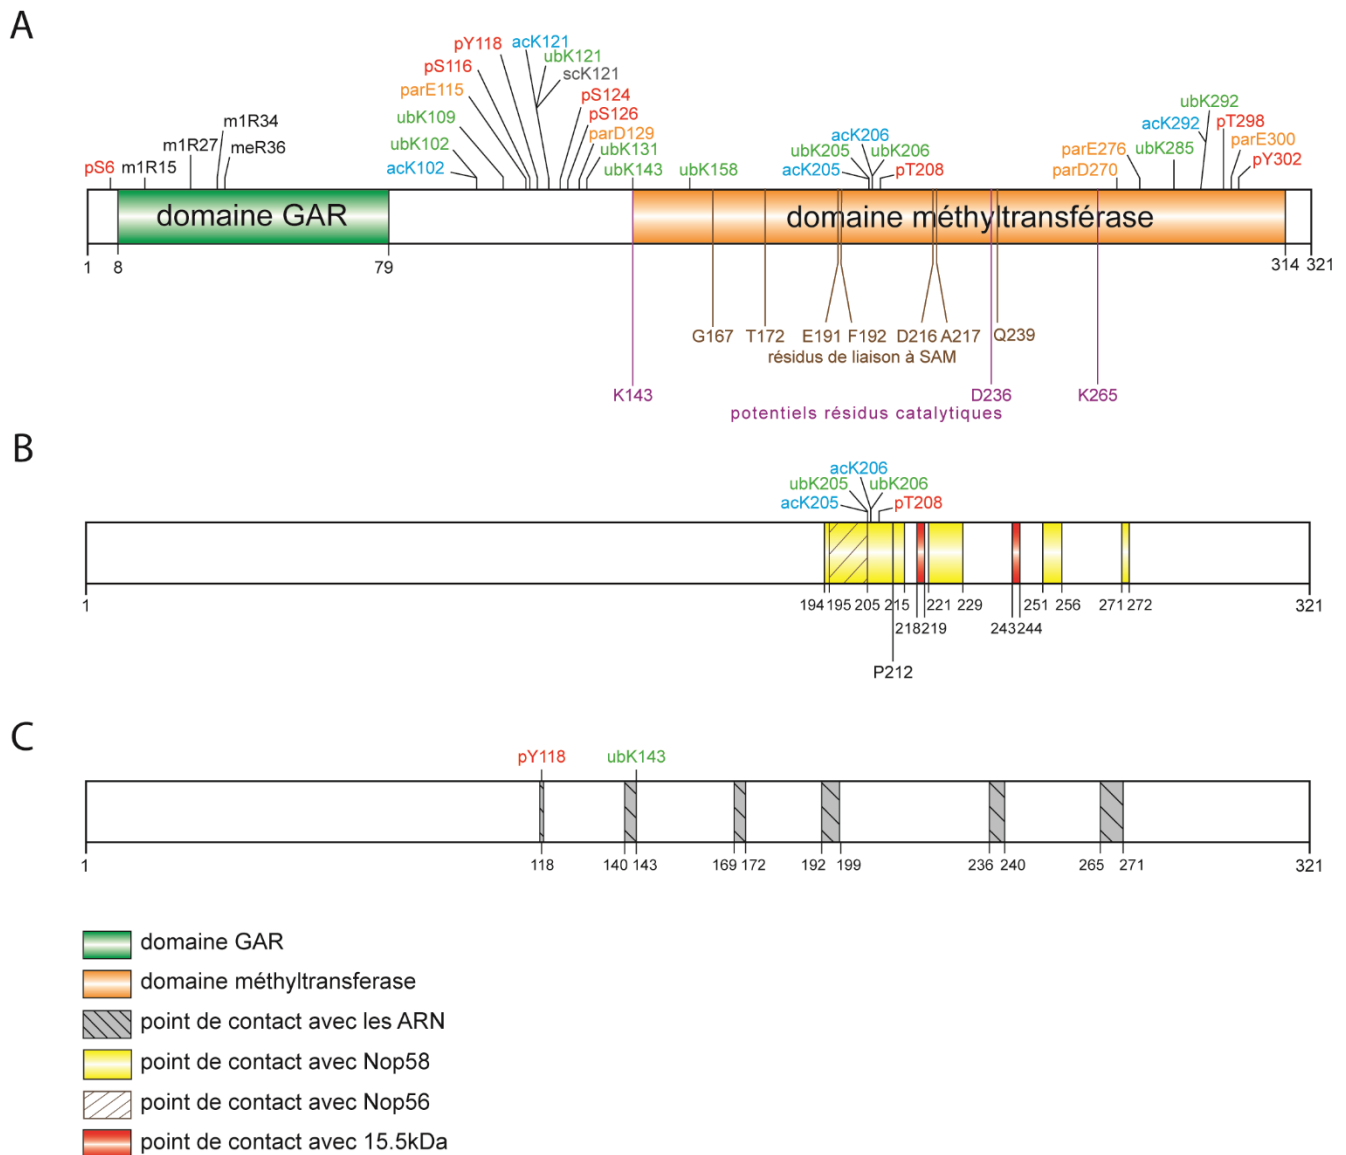 A
pY118 acK121
ubK121
pS116 scK121
parE115 pS124
ubK109 pS126
ubK102 parD129
acK102 ubK131
ubK143
ubK158
pS6 m1R15 m1R27 m1R34
meR36
acK206
ubK205 ubK206
acK205 pT208
ubK292
acK292 pT298
parE276 ubK285 parE300
parD270 pY302
domaine GAR domaine méthyltransférase
1 8 79 314 321
G167 T172 E191 F192 D216 A217 Q239
résidus de liaison à SAM
K143 D236 K265
potentiels résidus catalytiques
B
acK206
ubK205 ubK206
acK205 pT208
1 194 195 205 215 221 229 251 256 271 272 321
218 219 243 244
P212
C
pY118 ubK143
1 118 140 143 169 172 192 199 236 240 265 271 321
domaine GAR
domaine méthyltransferase
point de contact avec les ARN
point de contact avec Nop58
point de contact avec Nop56
point de contact avec 15.5kDa